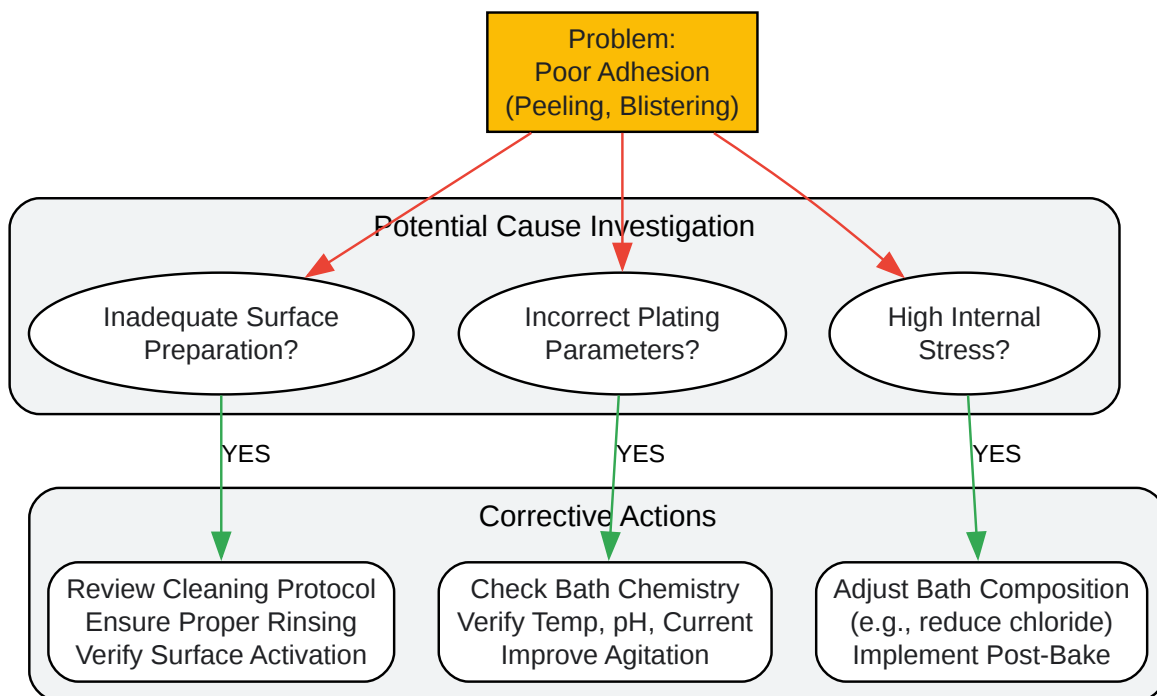 Problem:
Poor Adhesion
(Peeling, Blistering)
Potential Cause Investigation
Inadequate Surface
Preparation?
Incorrect Plating
Parameters?
High Internal
Stress?
YES
YES
YES
Corrective Actions
Review Cleaning Protocol
Ensure Proper Rinsing
Verify Surface Activation
Check Bath Chemistry
Verify Temp, pH, Current
Improve Agitation
Adjust Bath Composition
(e.g., reduce chloride)
Implement Post-Bake